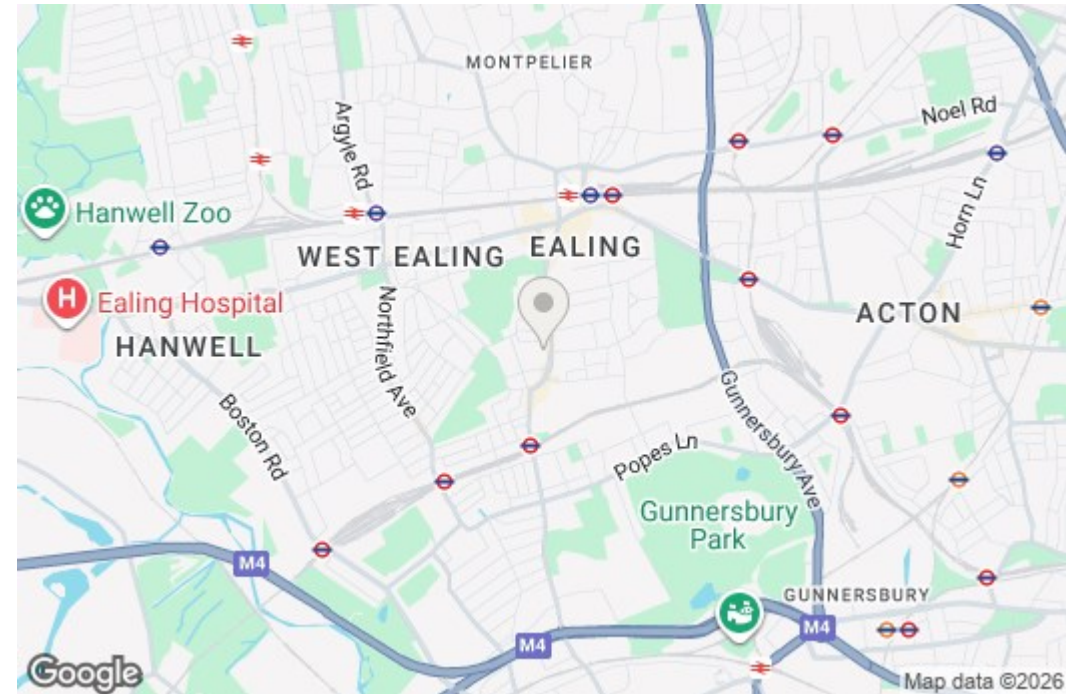 MONTPELIER
Argyle Rd
Noel Rd
Hanwell Zoo
Horn Ln
WEST EALING
EALING
H
Ealing Hospital
ACTON
HANWELL
Northfield Ave
Gunnersbury Ave
Boston Rd
Popes Ln
Gunnersbury
Park
M4
GUNNERSBURY
M4
M4
Google
Map data ©2026